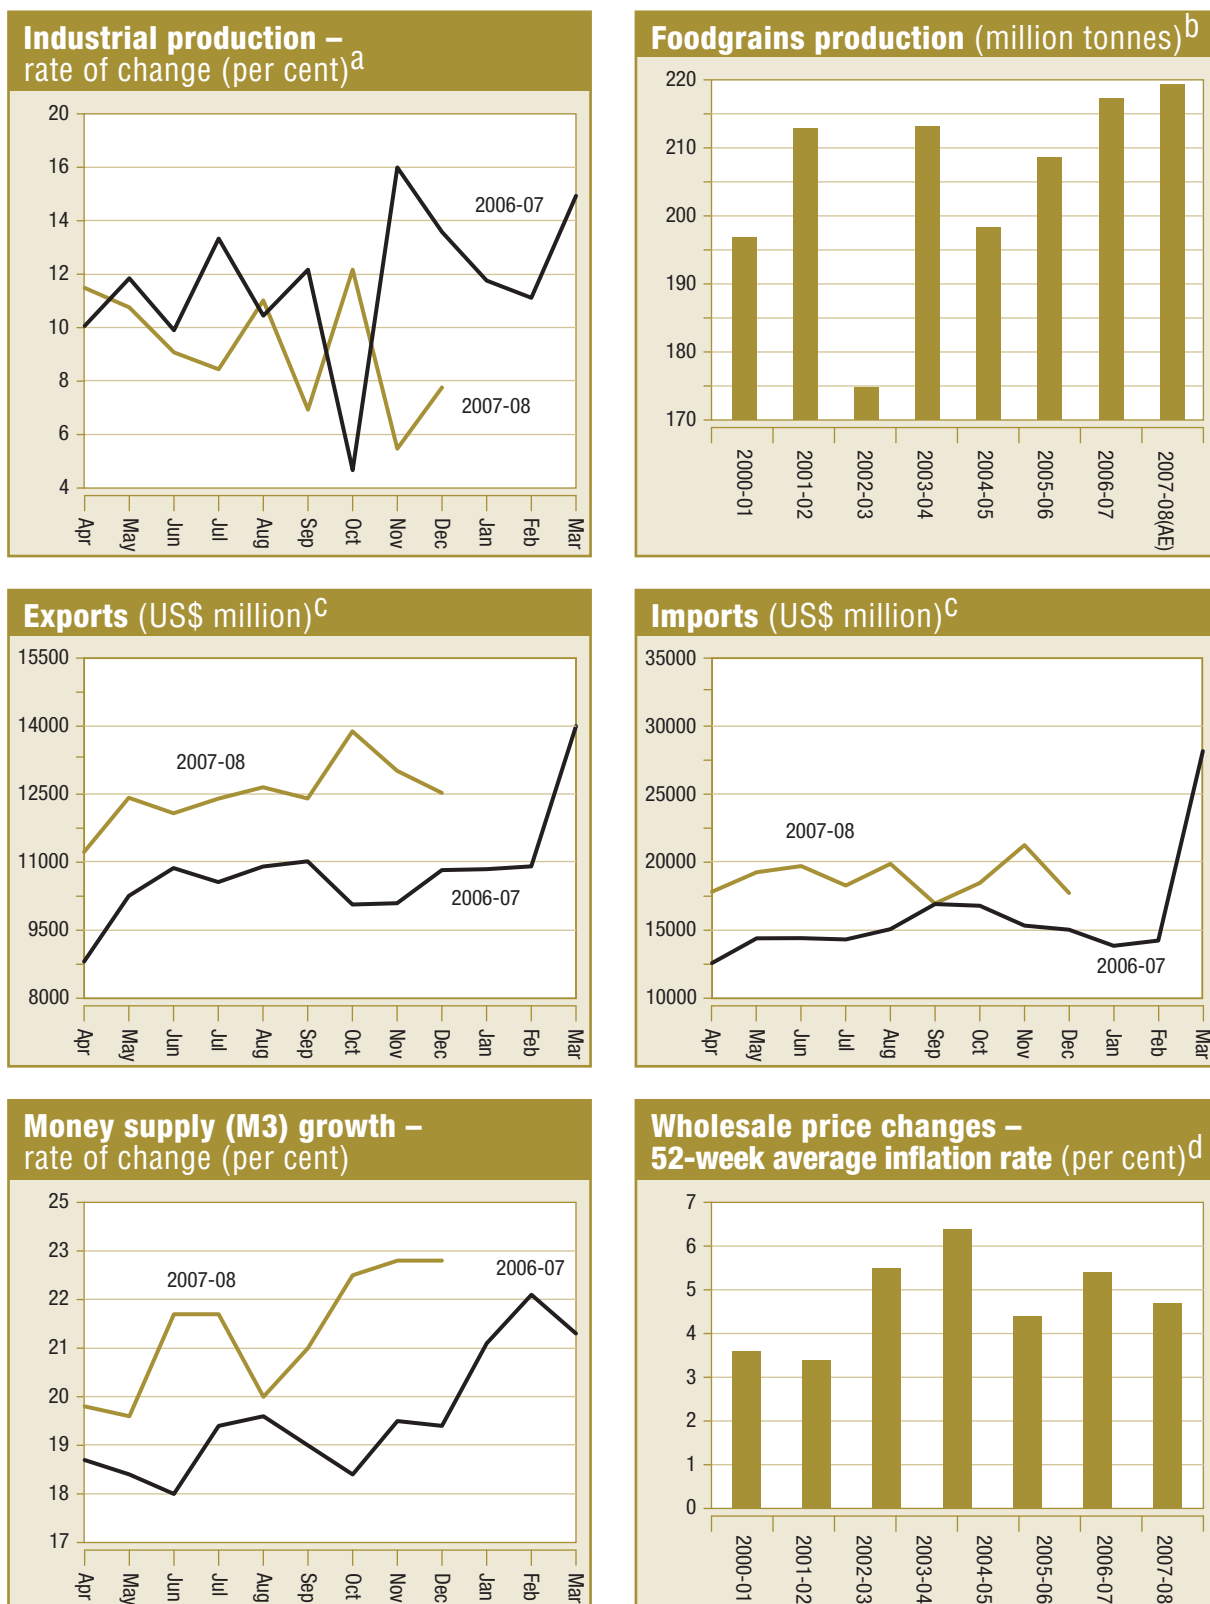 Industrial production –
rate of change (per cent)a
20
16
14
12
10
8
6
4
2006-07
2007-08
Apr
May
Jun
Jul
Aug
Sep
Oct
Nov
Dec
Jan
Feb
Mar
Foodgrains production (million tonnes)b
220
210
200
190
180
170
2000-01
2001-02
2002-03
2003-04
2004-05
2005-06
2006-07
2007-08(AE)
Exports (US$ million)c
15500
14000
12500
11000
9500
8000
2007-08
2006-07
Apr
May
Jun
Jul
Aug
Sep
Oct
Nov
Dec
Jan
Feb
Mar
Imports (US$ million)c
35000
30000
25000
20000
15000
10000
2007-08
2006-07
Apr
May
Jun
Jul
Aug
Sep
Oct
Nov
Dec
Jan
Feb
Mar
Money supply (M3) growth –
rate of change (per cent)
25
23
22
21
20
19
18
17
2007-08
2006-07
Apr
May
Jun
Jul
Aug
Sep
Oct
Nov
Dec
Jan
Feb
Mar
Wholesale price changes –
52-week average inflation rate (per cent)d
7
6
5
4
3
2
1
0
2000-01
2001-02
2002-03
2003-04
2004-05
2005-06
2006-07
2007-08